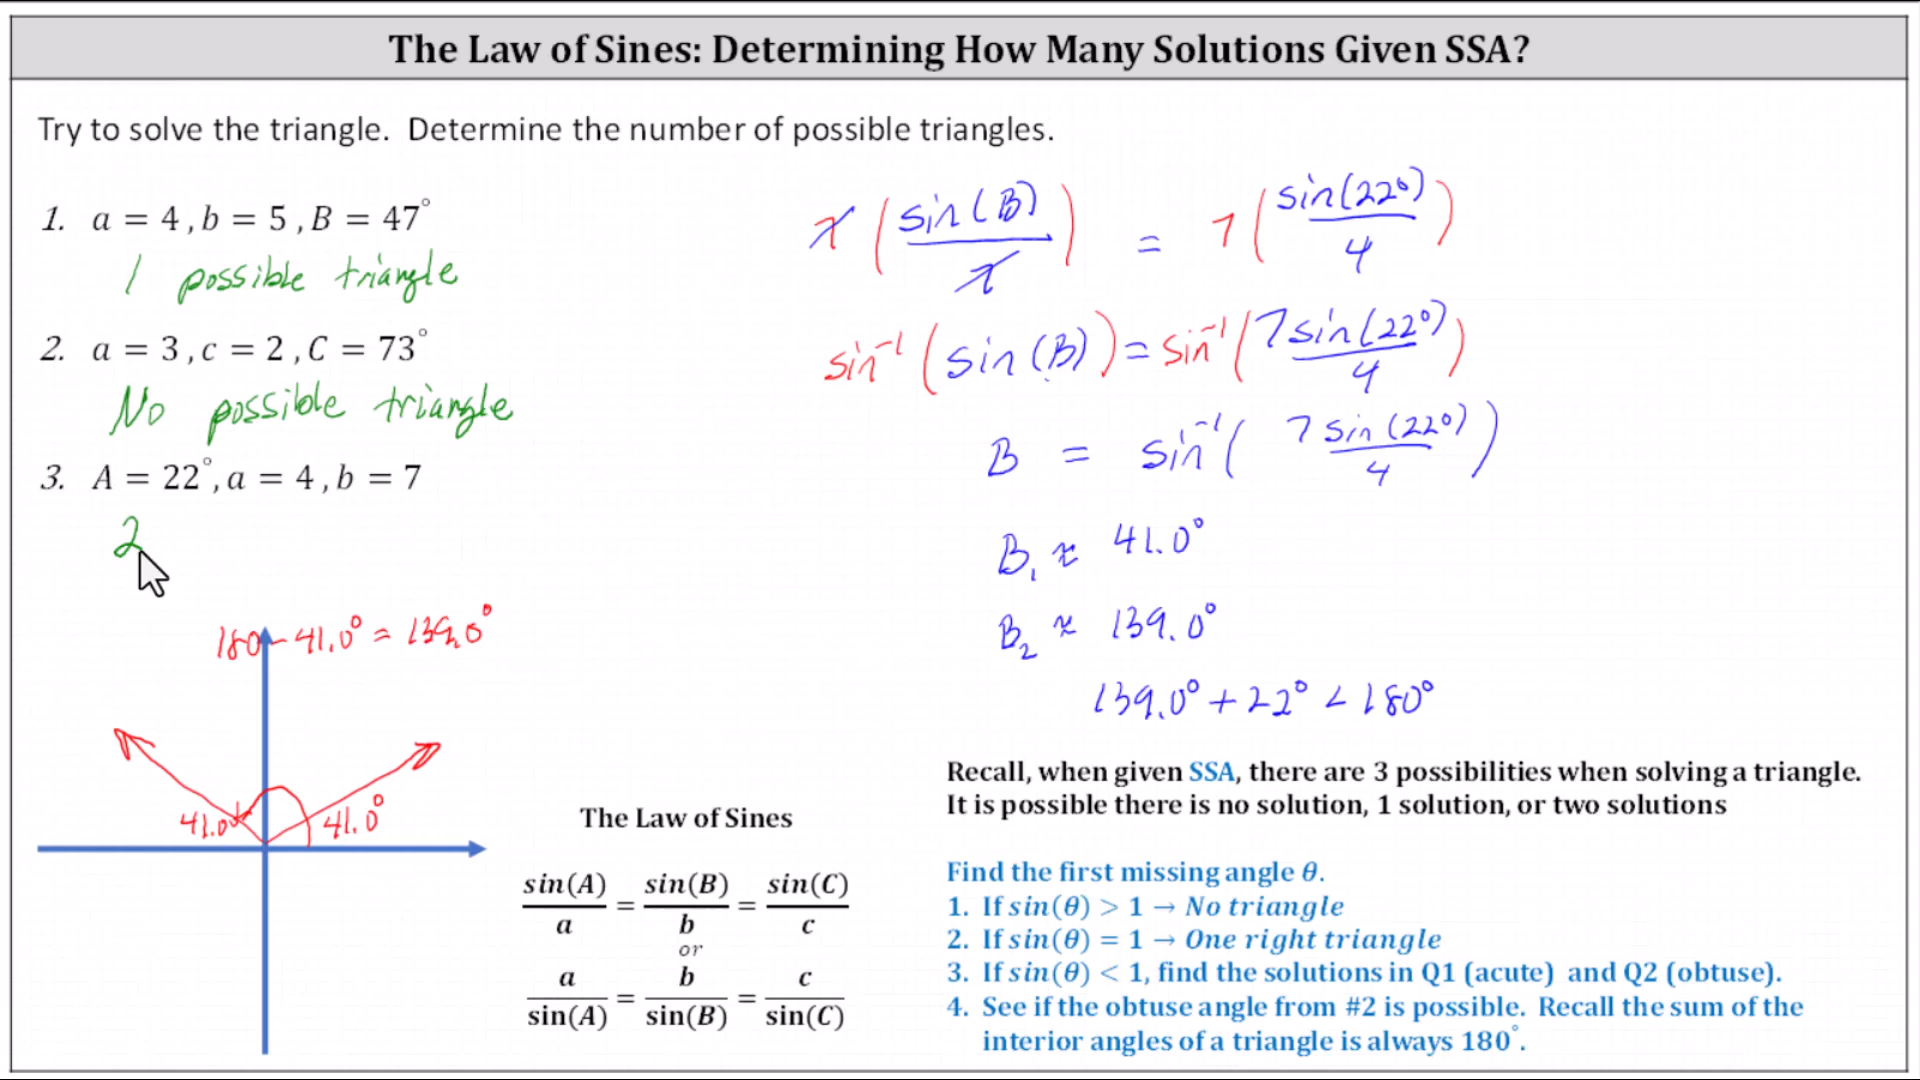 The Law of Sines: Determining How Many Solutions Given SSA?
Try to solve the triangle. Determine the number of possible triangles.
1. a = 4, b = 5, B = 47°
1 possible triangle
2. a = 3, c = 2, C = 73°
No possible triangle
3. A = 22°, a = 4, b = 7
2
180 - 41.0° = 139.0°
41.0° 41.0°
7 ( sin(B) / 7 ) = 7 ( sin(22°) / 4 )
sin⁻¹ ( sin(B) ) = sin⁻¹ ( 7 sin(22°) / 4 )
B = sin⁻¹ ( 7 sin(22°) / 4 )
B₁ ≈ 41.0°
B₂ ≈ 139.0°
139.0° + 22° < 180°
The Law of Sines
sin(A) / a = sin(B) / b = sin(C) / c
or
a / sin(A) = b / sin(B) = c / sin(C)
Recall, when given SSA, there are 3 possibilities when solving a triangle.
It is possible there is no solution, 1 solution, or two solutions
Find the first missing angle θ.
1. If sin(θ) > 1 → No triangle
2. If sin(θ) = 1 → One right triangle
3. If sin(θ) < 1, find the solutions in Q1 (acute) and Q2 (obtuse).
4. See if the obtuse angle from #2 is possible. Recall the sum of the
interior angles of a triangle is always 180°.